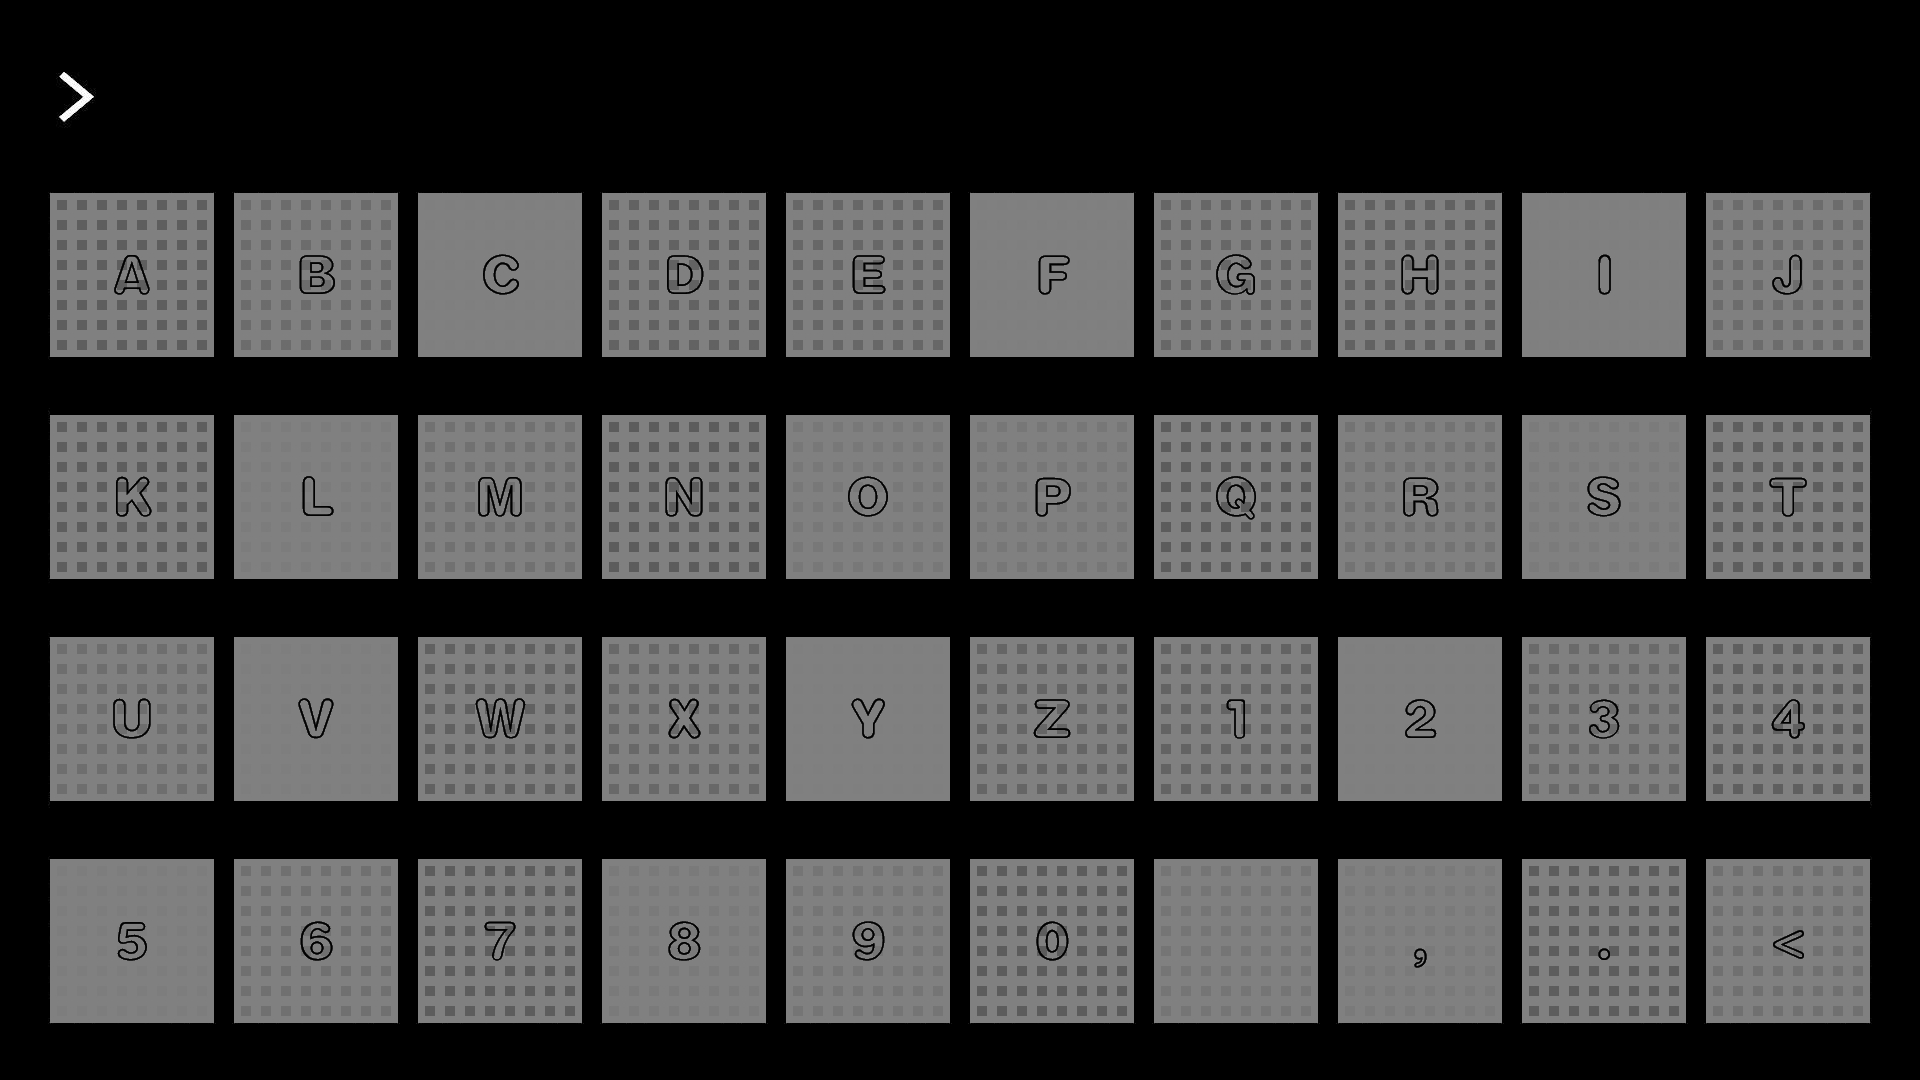 >
A B C D E F G H I J
K L M N O P Q R S T
U V W X Y Z 1 2 3 4
5 6 7 8 9 0 , . <